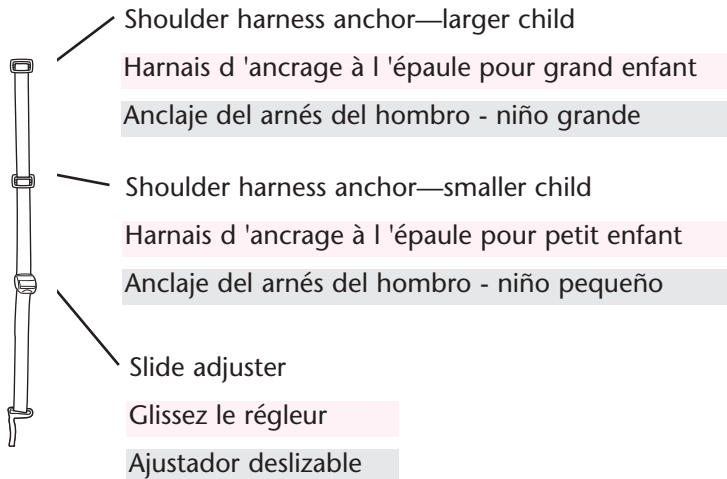 Shoulder harness anchor—larger child
Harnais d 'ancrage à l 'épaule pour grand enfant
Anclaje del arnés del hombro - niño grande
Shoulder harness anchor—smaller child
Harnais d 'ancrage à l 'épaule pour petit enfant
Anclaje del arnés del hombro - niño pequeño
Slide adjuster
Glissez le régleur
Ajustador deslizable